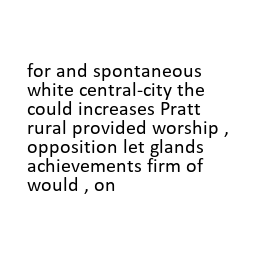 for and spontaneous
white central-city the
could increases Pratt
rural provided worship ,
opposition let glands
achievements firm of
would , on